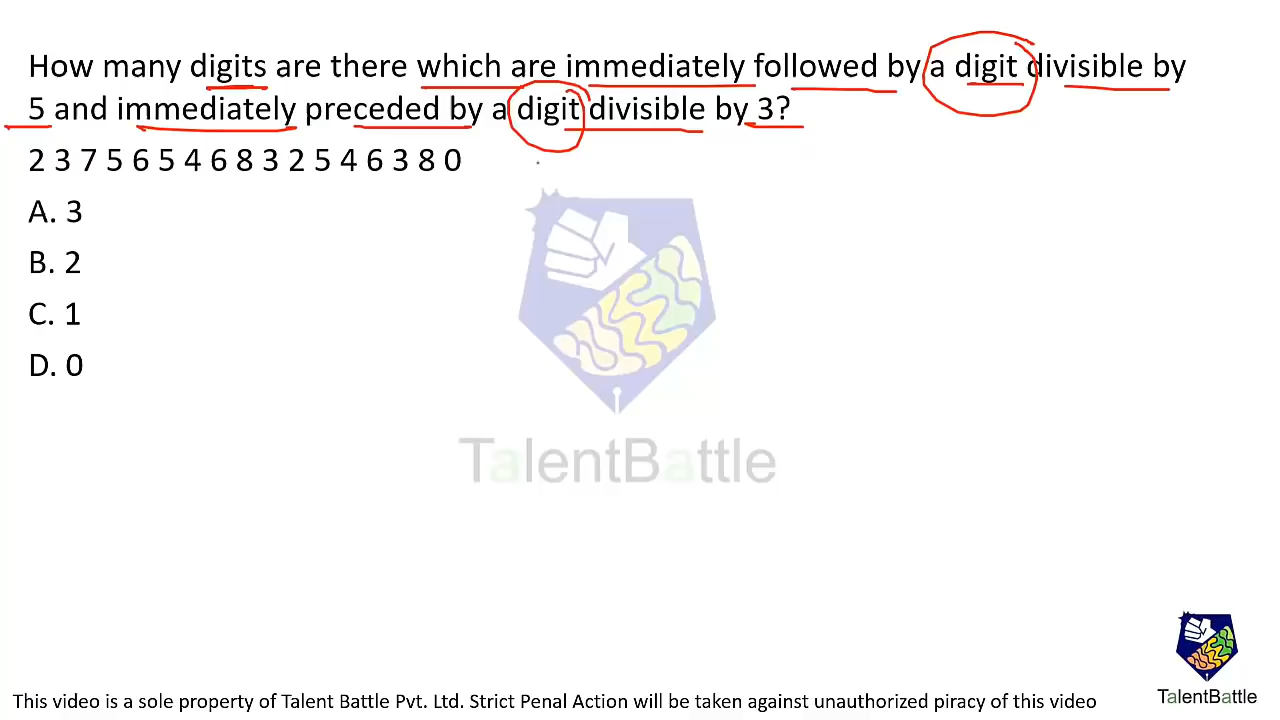 How many digits are there which are immediately followed by a digit divisible by
5 and immediately preceded by a digit divisible by 3?
2 3 7 5 6 5 4 6 8 3 2 5 4 6 3 8 0
A. 3
B. 2
C. 1
D. 0
TalentBattle
TalentBattle
This video is a sole property of Talent Battle Pvt. Ltd. Strict Penal Action will be taken against unauthorized piracy of this video